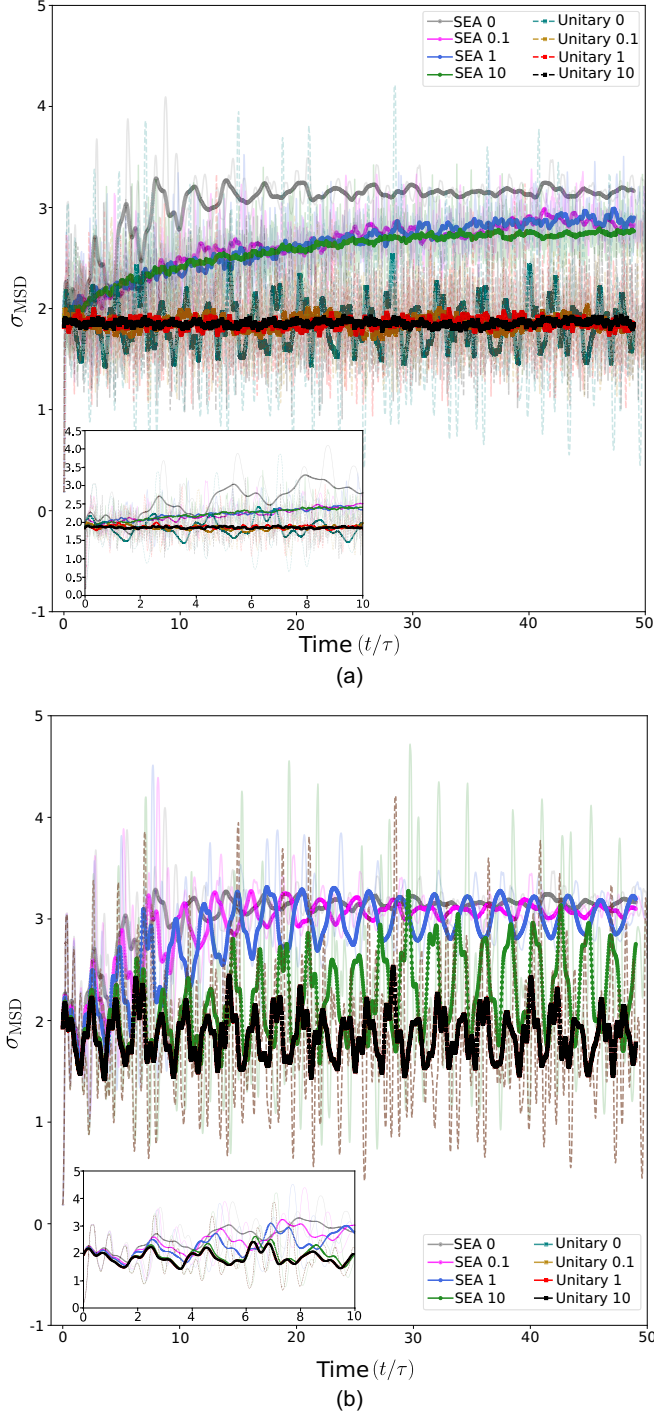 5
4
3
2
1
0
-1
σMSD
SEA 0
SEA 0.1
SEA 1
SEA 10
Unitary 0
Unitary 0.1
Unitary 1
Unitary 10
4.5
4.0
3.5
3.0
2.5
2.0
1.5
1.0
0.5
0.0
0 2 4 6 8 10
0 10 20 30 40 50
Time (t/τ)
(a)
5
4
3
2
1
0
-1
σMSD
5
4
3
2
1
0
0 2 4 6 8 10
SEA 0
SEA 0.1
SEA 1
SEA 10
Unitary 0
Unitary 0.1
Unitary 1
Unitary 10
0 10 20 30 40 50
Time (t/τ)
(b)